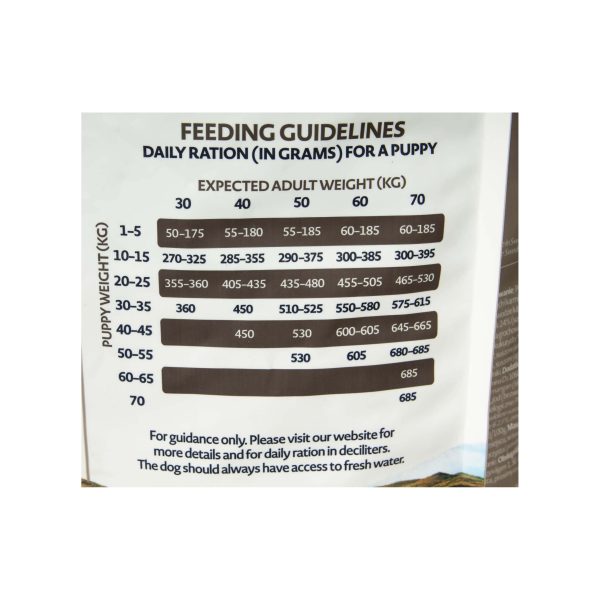 FEEDING GUIDELINES
DAILY RATION (IN GRAMS) FOR A PUPPY
EXPECTED ADULT WEIGHT (KG)
30 40 50 60 70
PUPPY WEIGHT (KG)
1–5 50-175 55-180 55-185 60-185 60-185
10-15 270-325 285-355 290-375 300-385 300-395
20-25 355-360 405-435 435-480 455-505 465-530
30-35 360 450 510-525 550-580 575-615
40-45 450 530 600-605 645-665
50-55 530 605 680-685
60-65 685
70 685
For guidance only. Please visit our website for
more details and for daily ration in deciliters.
The dog should always have access to fresh water.